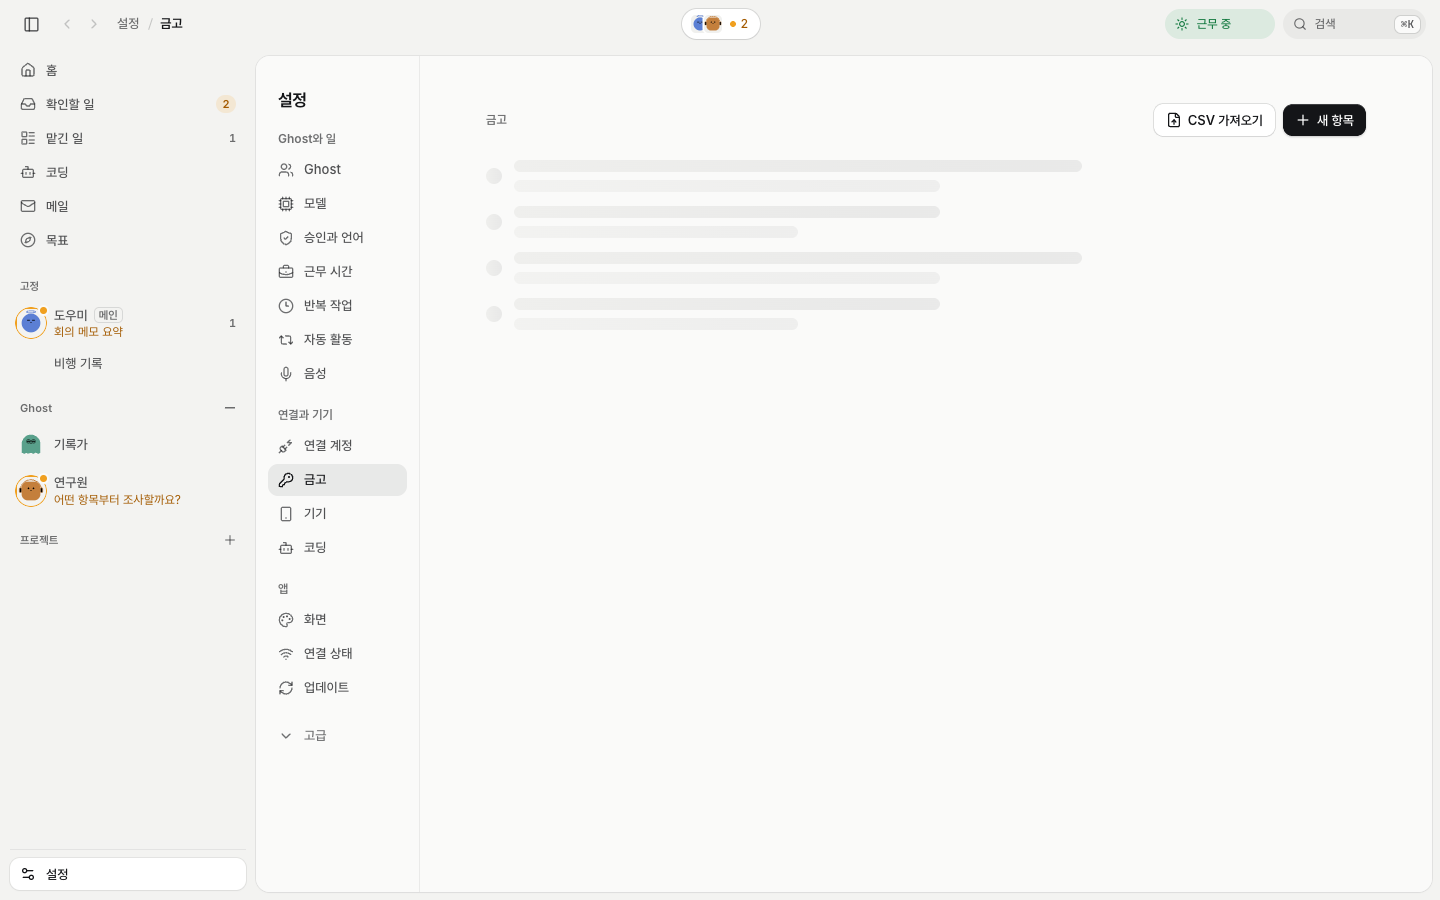 설정 / 금고
2
근무 중
검색
⌘K
홈
확인할 일
2
맡긴 일
1
코딩
메일
목표
고정
도우미
메인
회의 메모 요약
1
비행 기록
Ghost
기록가
연구원
어떤 항목부터 조사할까요?
프로젝트
설정
설정
Ghost와 일
Ghost
모델
승인과 언어
근무 시간
반복 작업
자동 활동
음성
연결과 기기
연결 계정
금고
기기
코딩
앱
화면
연결 상태
업데이트
고급
금고
CSV 가져오기
새 항목